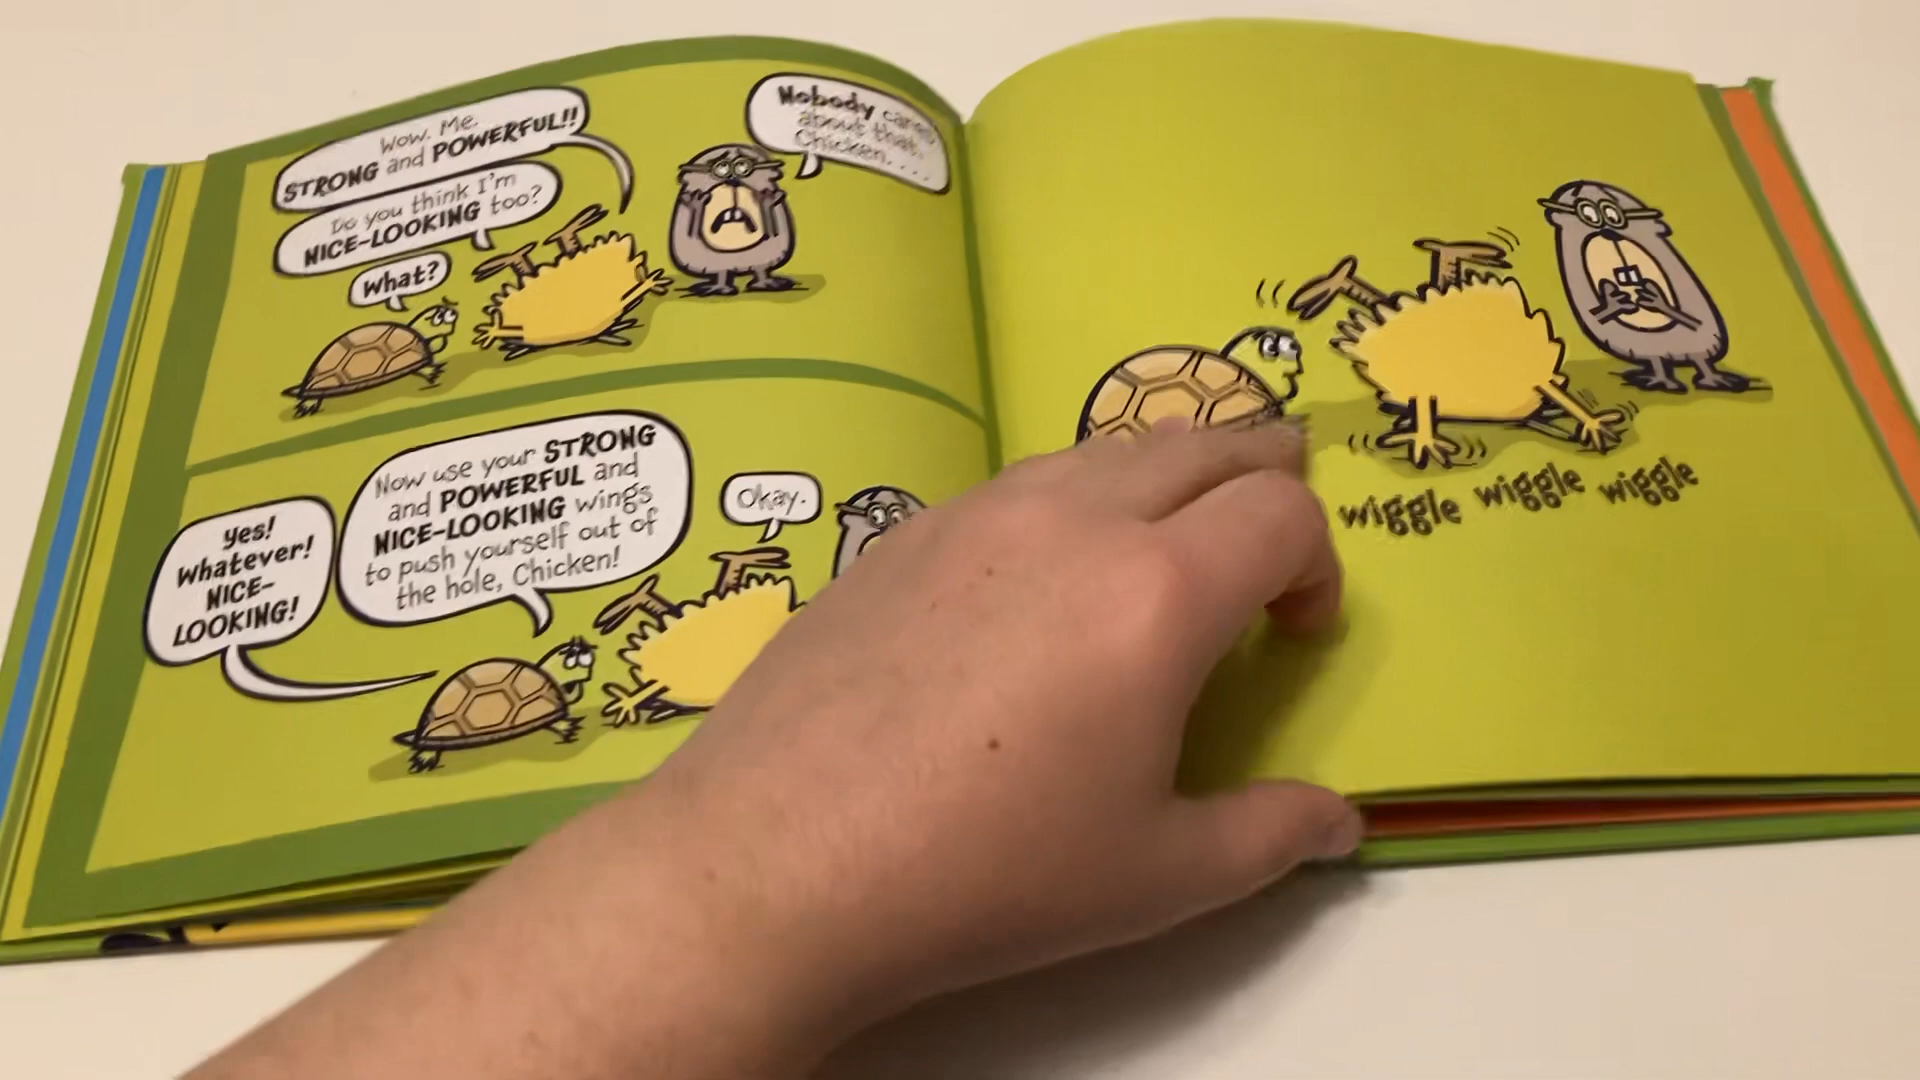 Wow. Me.
STRONG and POWERFUL!!
Do you think I'm
NICE-LOOKING too?
What?
Nobody cares
about that,
Chicken. . . .
Yes!
Whatever!
NICE-
LOOKING!
Now use your STRONG
and POWERFUL and
NICE-LOOKING wings
to push yourself out of
the hole, Chicken!
Okay.
wiggle wiggle wiggle